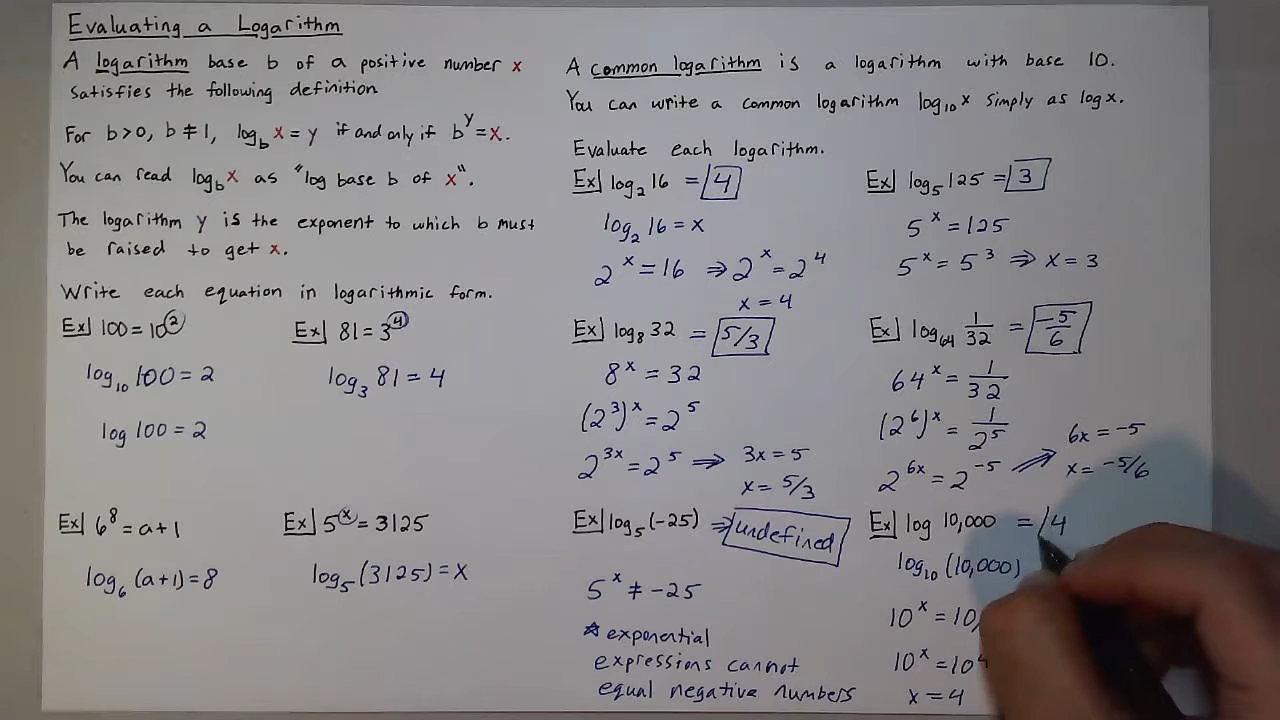 Evaluating a Logarithm
A logarithm base b of a positive number x
satisfies the following definition
For b>0, b≠1, log_b x = y if and only if b^y = x.
You can read log_b x as "log base b of x".
The logarithm y is the exponent to which b must
be raised to get x.
Write each equation in logarithmic form.
Ex| 100 = 10^2
log_10 100 = 2
log 100 = 2
Ex| 81 = 3^4
log_3 81 = 4
Ex| 6^8 = a+1
log_6 (a+1) = 8
Ex| 5^x = 3125
log_5 (3125) = x
A common logarithm is a logarithm with base 10.
You can write a common logarithm log_10 x simply as log x.
Evaluate each logarithm.
Ex| log_2 16 = 4
log_2 16 = x
2^x = 16 ⇒ 2^x = 2^4
x = 4
Ex| log_5 125 = 3
5^x = 125
5^x = 5^3 ⇒ x = 3
Ex| log_8 32 = 5/3
8^x = 32
(2^3)^x = 2^5
2^3x = 2^5 ⇒ 3x = 5
x = 5/3
Ex| log_64 1/32 = -5/6
64^x = 1/32
(2^6)^x = 1/2^5
2^6x = 2^-5 ⇒ 6x = -5
x = -5/6
Ex| log_5 (-25) ⇒ undefined
5^x ≠ -25
☆ exponential
expressions cannot
equal negative numbers
Ex| log 10,000 = 4
log_10 (10,000)
10^x = 10,
10^x = 10^4
x = 4